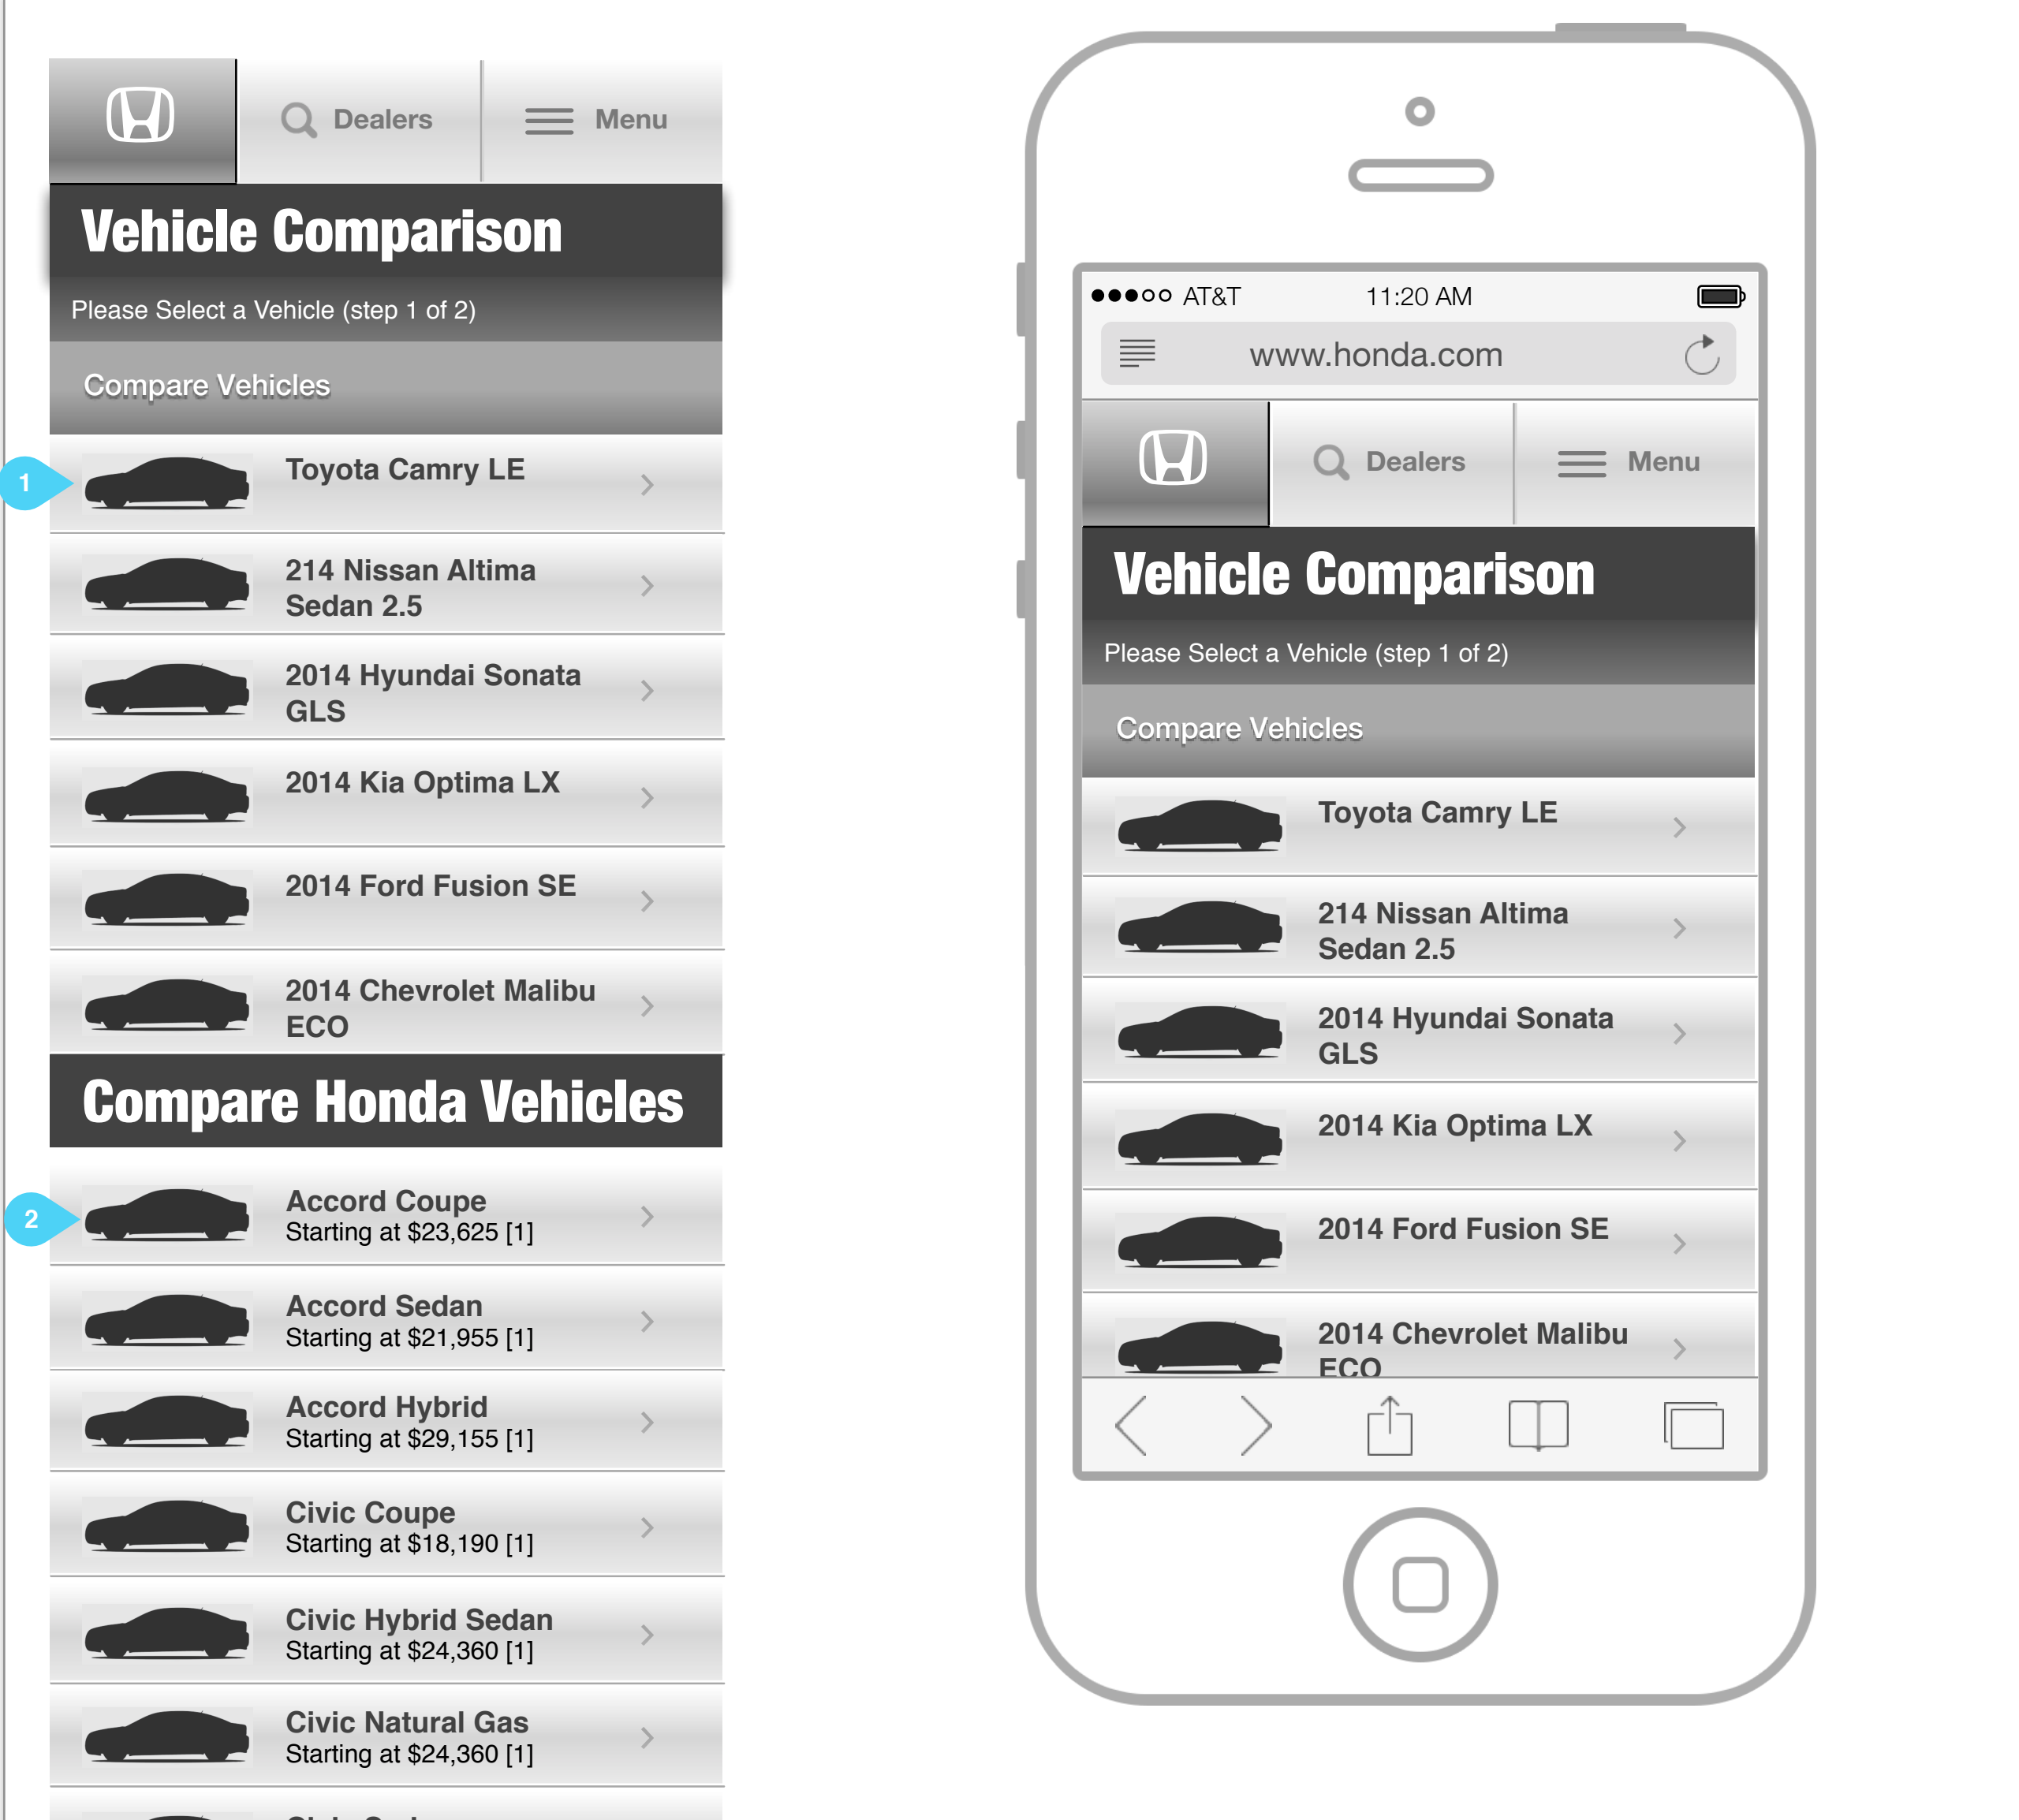 Dealers
Menu
Vehicle Comparison
Please Select a Vehicle (step 1 of 2)
Compare Vehicles
1
Toyota Camry LE
214 Nissan Altima
Sedan 2.5
2014 Hyundai Sonata
GLS
2014 Kia Optima LX
2014 Ford Fusion SE
2014 Chevrolet Malibu
ECO
Compare Honda Vehicles
2
Accord Coupe
Starting at $23,625 [1]
Accord Sedan
Starting at $21,955 [1]
Accord Hybrid
Starting at $29,155 [1]
Civic Coupe
Starting at $18,190 [1]
Civic Hybrid Sedan
Starting at $24,360 [1]
Civic Natural Gas
Starting at $24,360 [1]
AT&T 11:20 AM
www.honda.com
Dealers
Menu
Vehicle Comparison
Please Select a Vehicle (step 1 of 2)
Compare Vehicles
Toyota Camry LE
214 Nissan Altima
Sedan 2.5
2014 Hyundai Sonata
GLS
2014 Kia Optima LX
2014 Ford Fusion SE
2014 Chevrolet Malibu
ECO